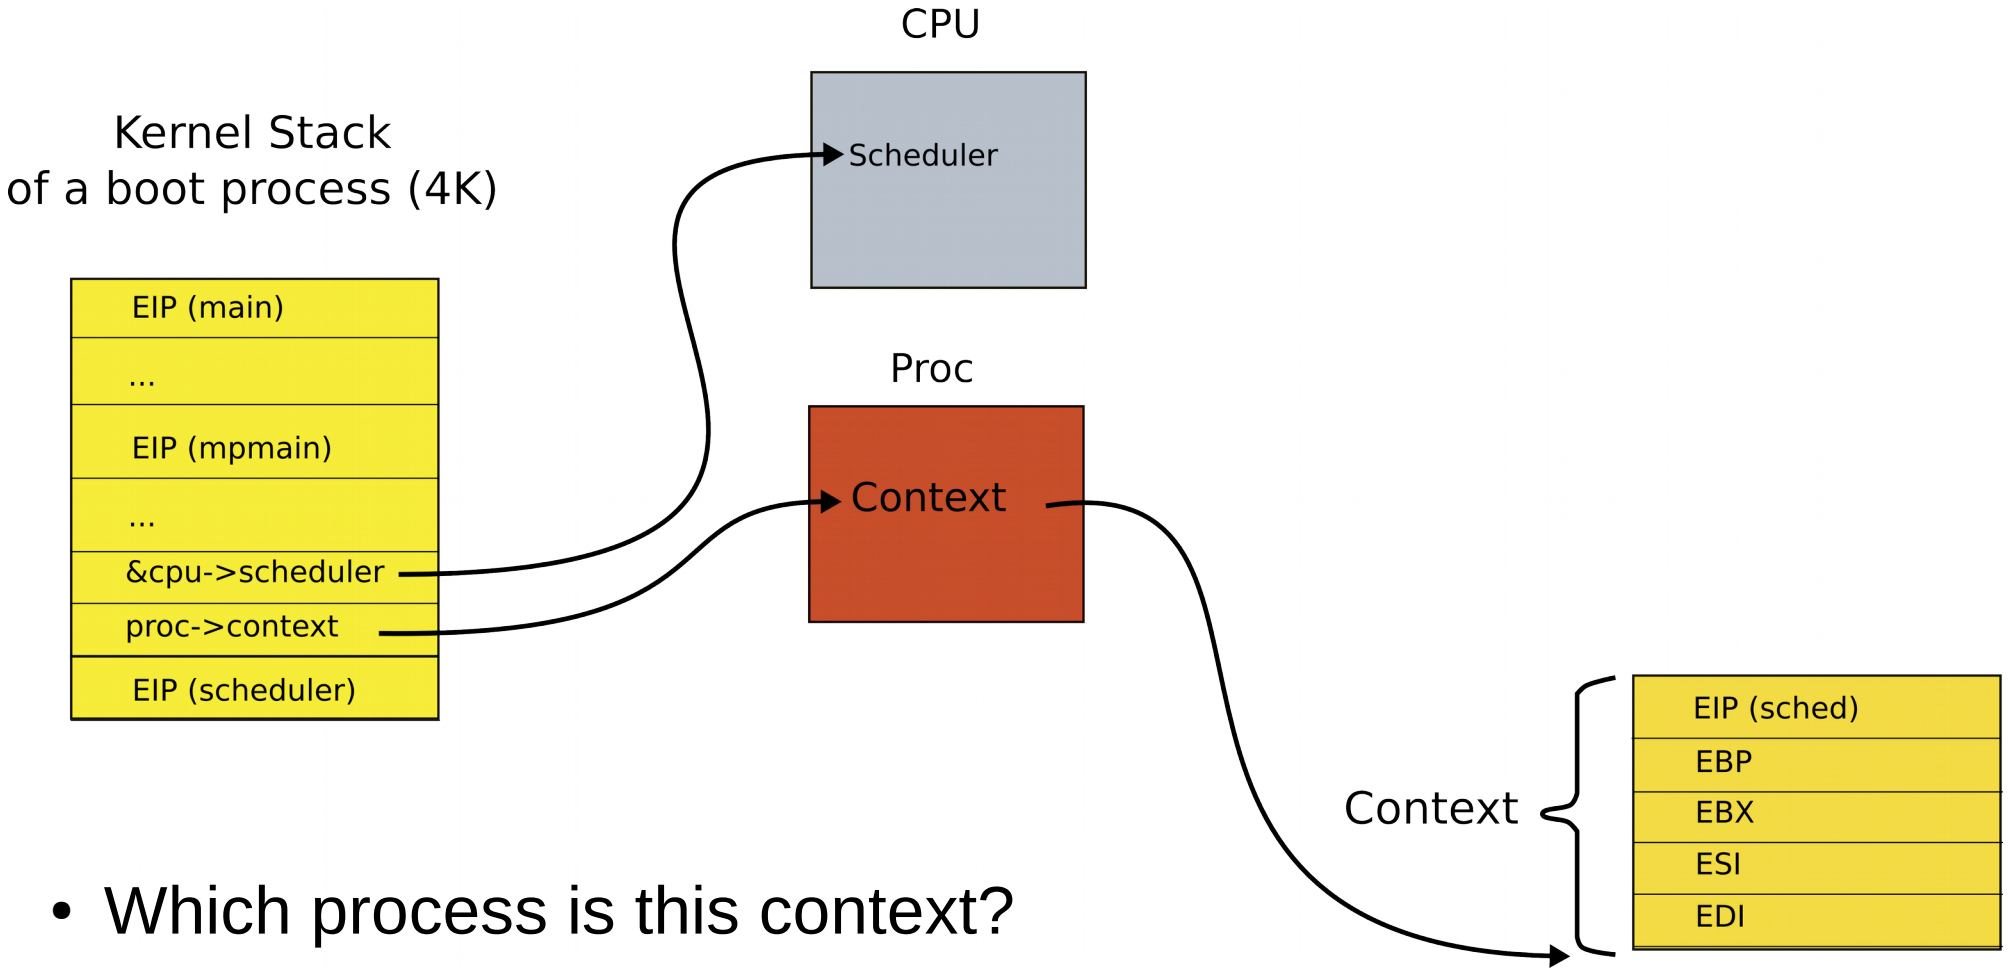 CPU
Scheduler
Kernel Stack
of a boot process (4K)
EIP (main)
...
EIP (mpmain)
...
&cpu->scheduler
proc->context
EIP (scheduler)
Proc
Context
Context
EIP (sched)
EBP
EBX
ESI
EDI
• Which process is this context?